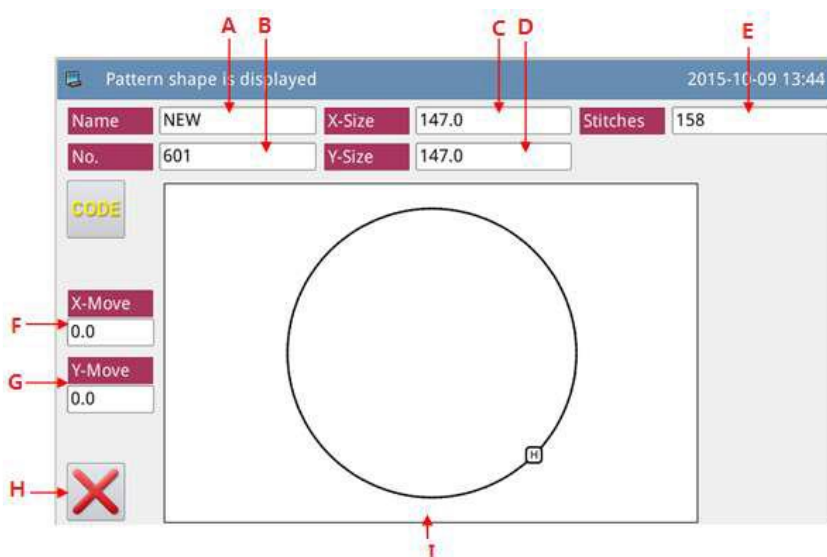 A B C D E
Pattern shape is displayed 2015-10-09 13:44
Name NEW X-Size 147.0 Stitches 158
No. 601 Y-Size 147.0
CODE
X-Move
F 0.0
Y-Move
G
0.0
H
H
I